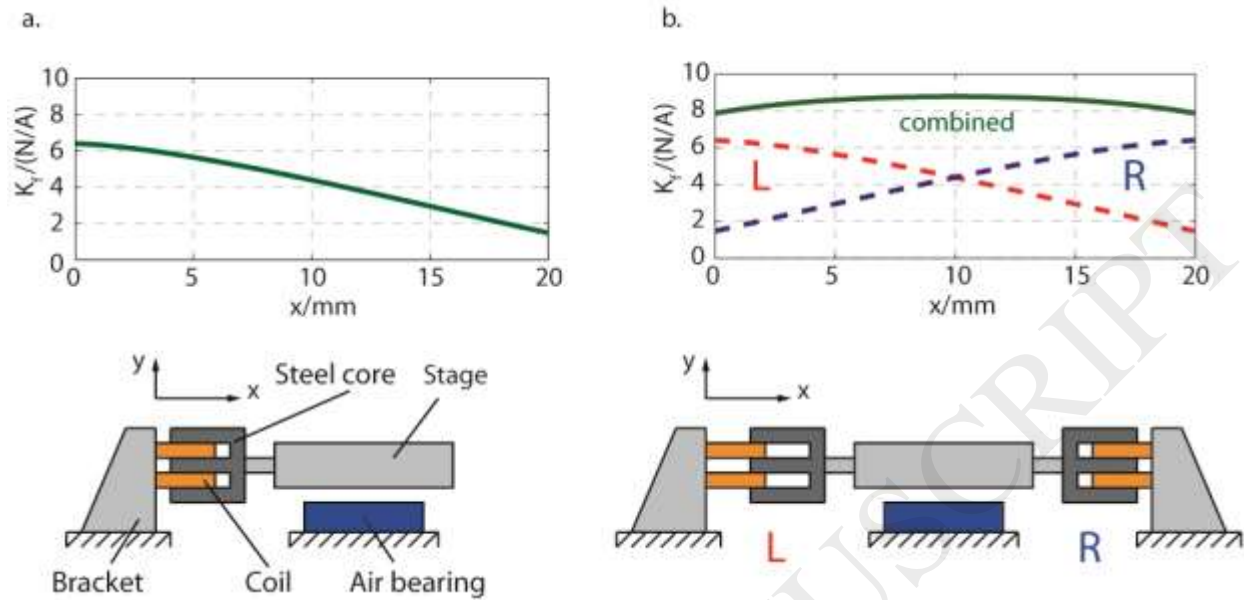 a.
10
8
6
4
2
0
0 5 10 15 20
x/mm
y
x
Steel core
Stage
Bracket
Coil
Air bearing
b.
10
8
6
4
2
0
K_f/(N/A)
combined
L
R
0 5 10 15 20
x/mm
y
x
L
R
USCRIPT